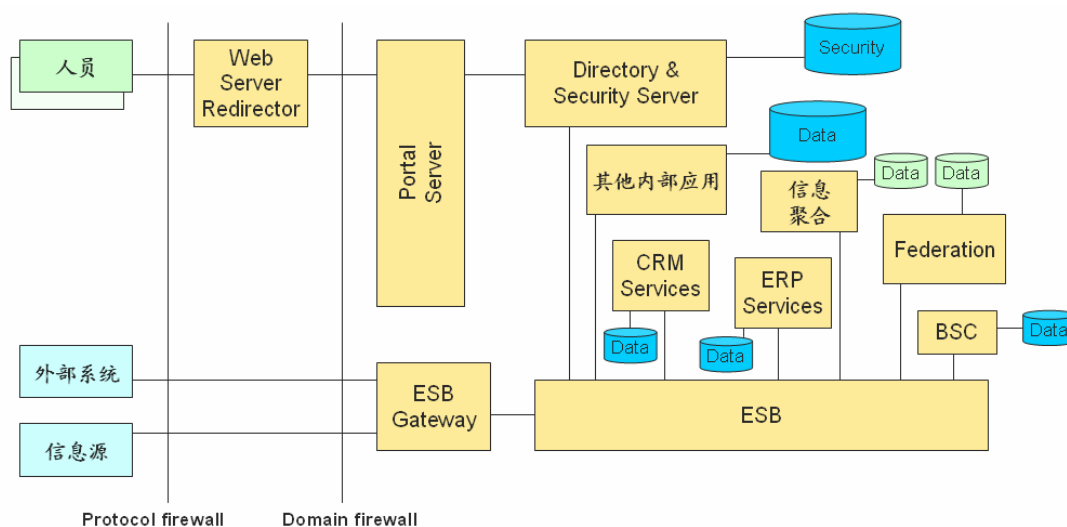 人员
Web
Server
Redirector
Portal
Server
Directory &
Security Server
Security
Data
其他内部应用
信息
聚合
Data
Data
Federation
CRM
Services
ERP
Services
Data
Data
BSC
Data
外部系统
信息源
ESB
Gateway
ESB
Protocol firewall
Domain firewall